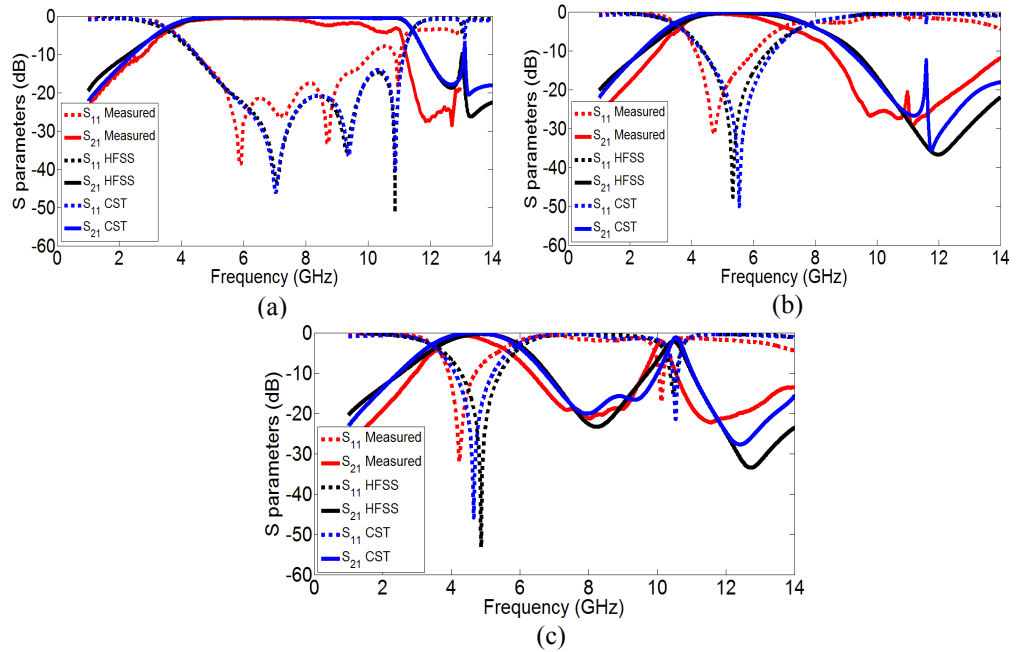 0
-10
-20
-30
-40
-50
-60
S parameters (dB)
S11 Measured
S21 Measured
S11 HFSS
S21 HFSS
S11 CST
S21 CST
0 2 4 6 8 10 12 14
Frequency (GHz)
(a)
0
-10
-20
-30
-40
-50
-60
S parameters (dB)
S11 Measured
S21 Measured
S11 HFSS
S21 HFSS
S11 CST
S21 CST
0 2 4 6 8 10 12 14
Frequency (GHz)
(b)
0
-10
-20
-30
-40
-50
-60
S parameters (dB)
S11 Measured
S21 Measured
S11 HFSS
S21 HFSS
S11 CST
S21 CST
0 2 4 6 8 10 12 14
Frequency (GHz)
(c)